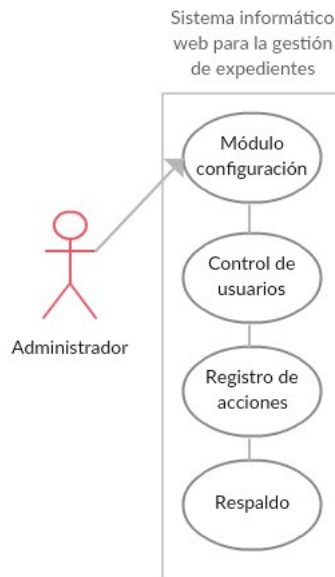 Sistema informático
web para la gestión
de expedientes
Módulo
configuración
Control de
usuarios
Administrador
Registro de
acciones
Respaldo